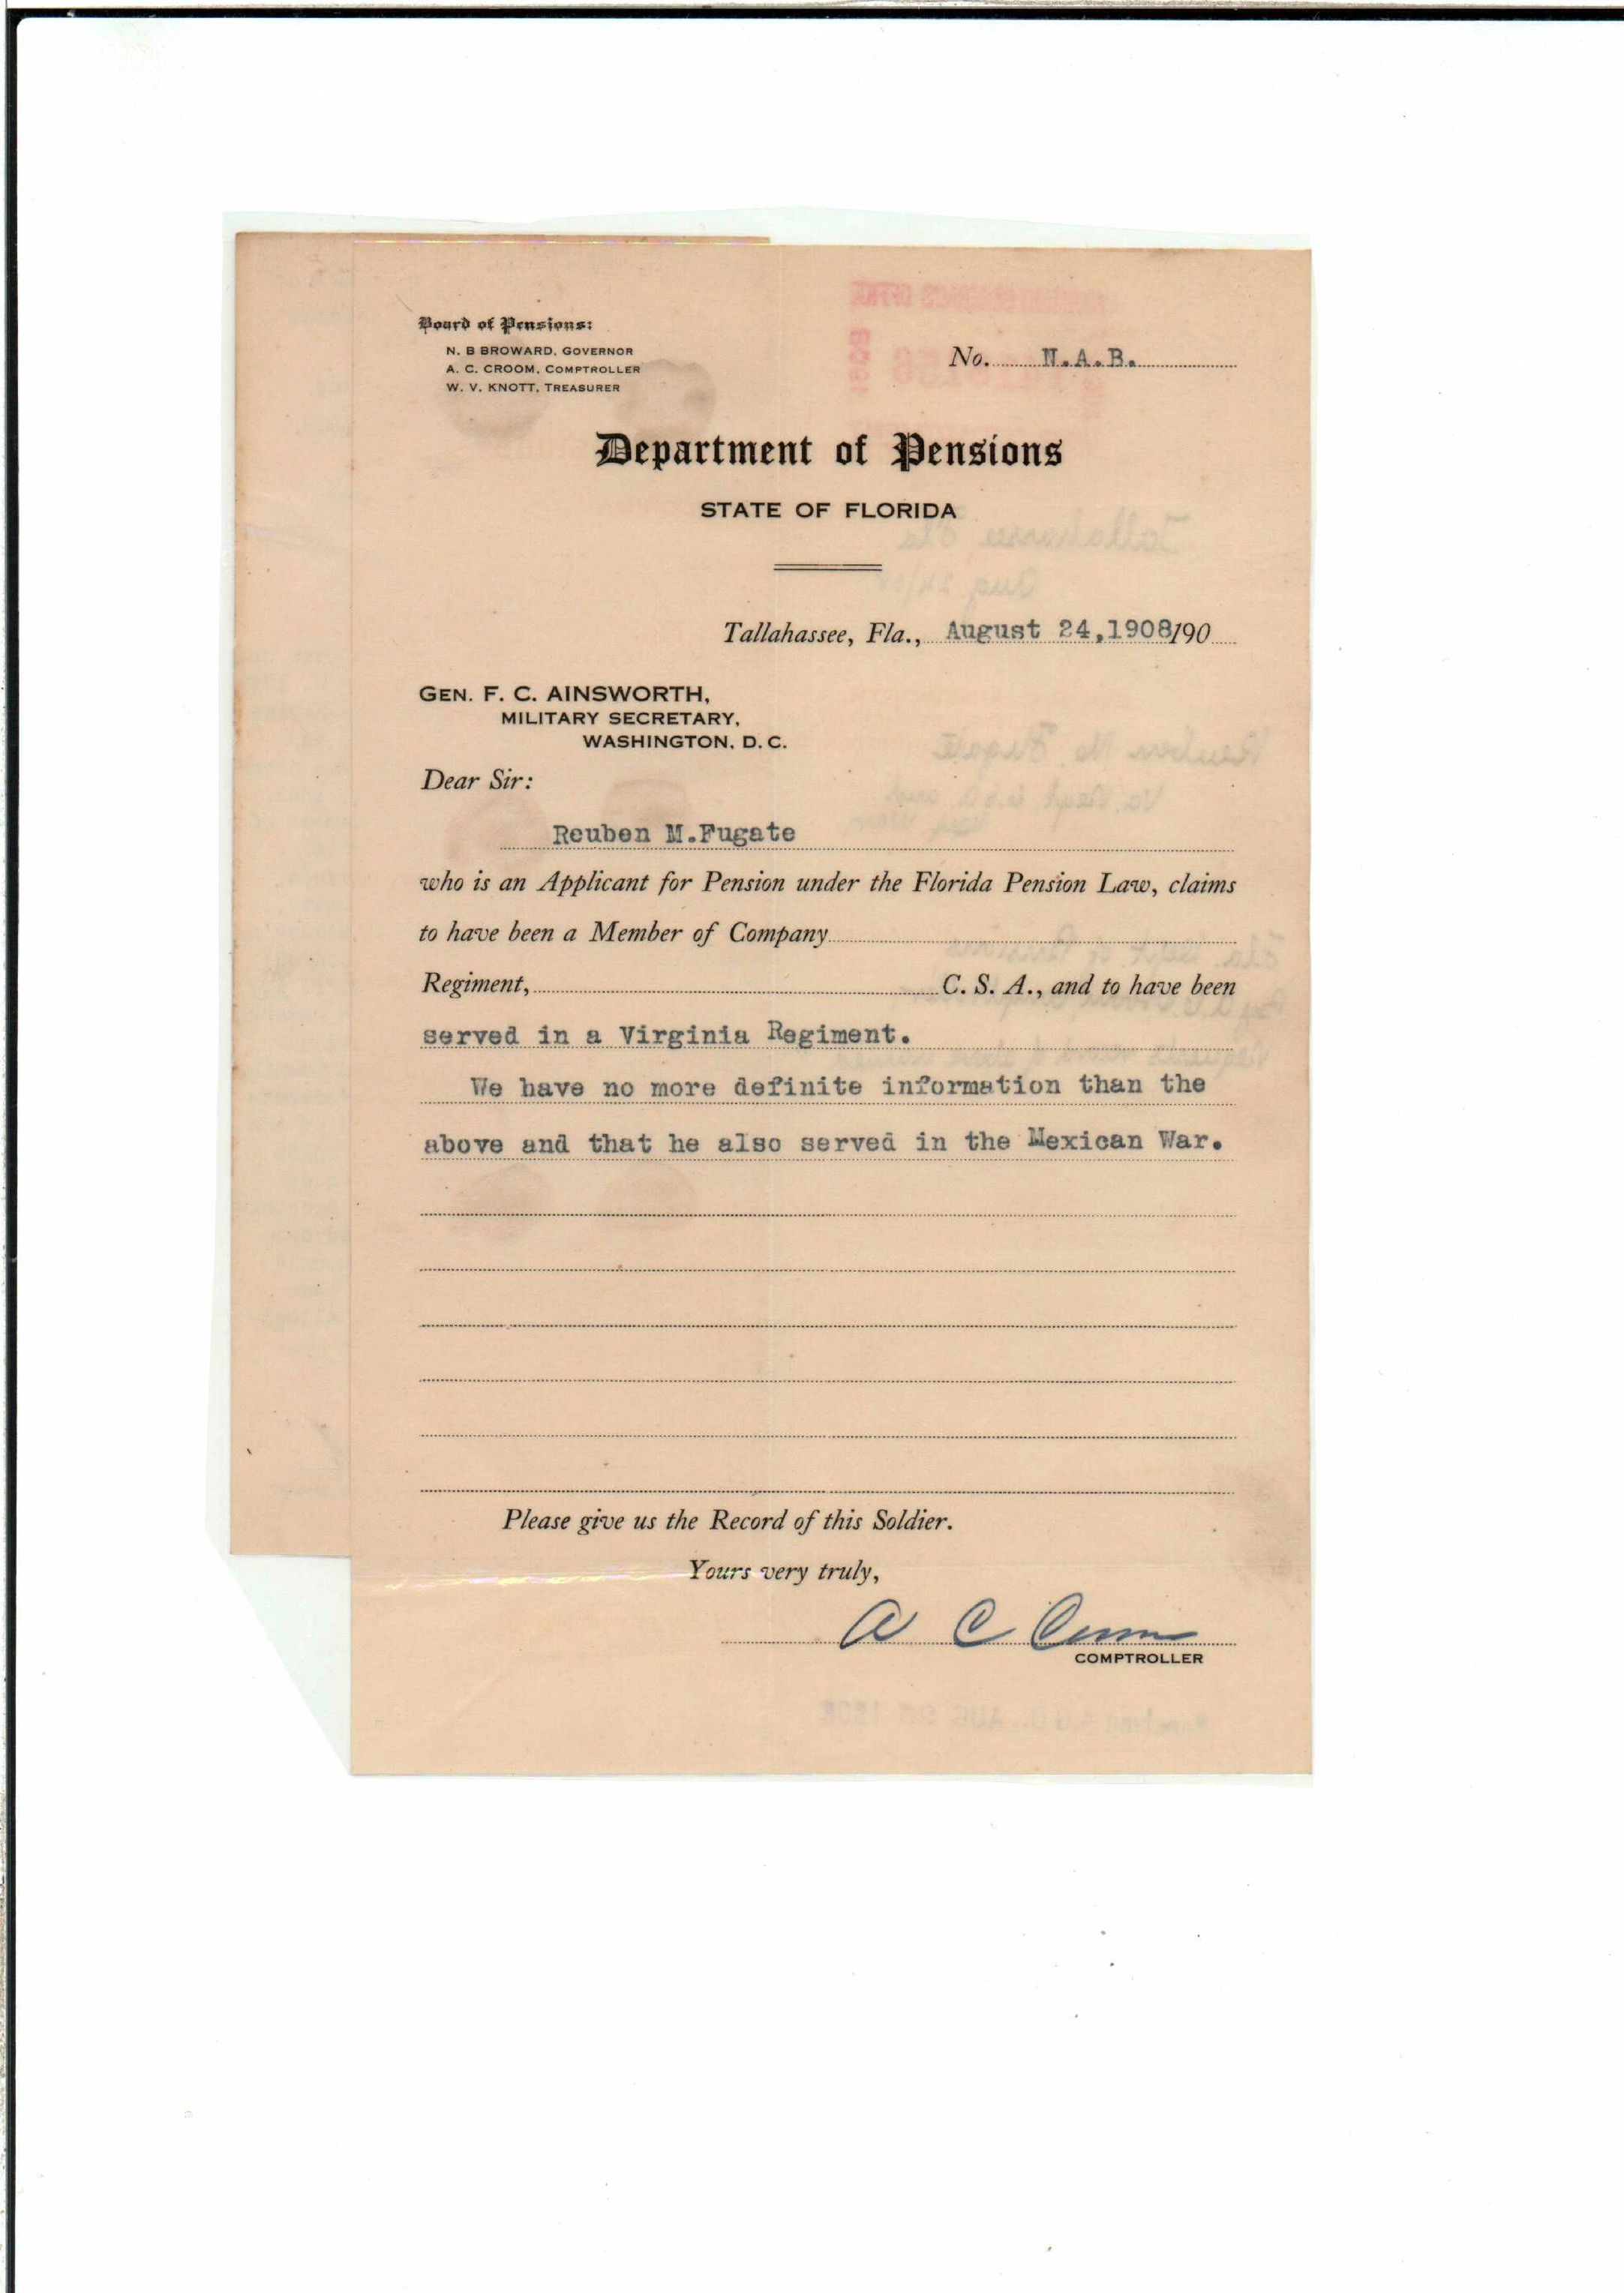 Board of Pensions:
N. B BROWARD, GOVERNOR
A. C. CROOM, COMPTROLLER
W. V. KNOTT, TREASURER
No. N.A.B.
Department of Pensions
STATE OF FLORIDA
Tallahassee, Fla., August 24,1908/190
GEN. F. C. AINSWORTH,
MILITARY SECRETARY,
WASHINGTON, D. C.
Dear Sir:
Reuben M.Fugate
who is an Applicant for Pension under the Florida Pension Law, claims
to have been a Member of Company
Regiment, C. S. A., and to have been
served in a Virginia Regiment.
We have no more definite information than the
above and that he also served in the Mexican War.
Please give us the Record of this Soldier.
Yours very truly,
A C Croom
COMPTROLLER